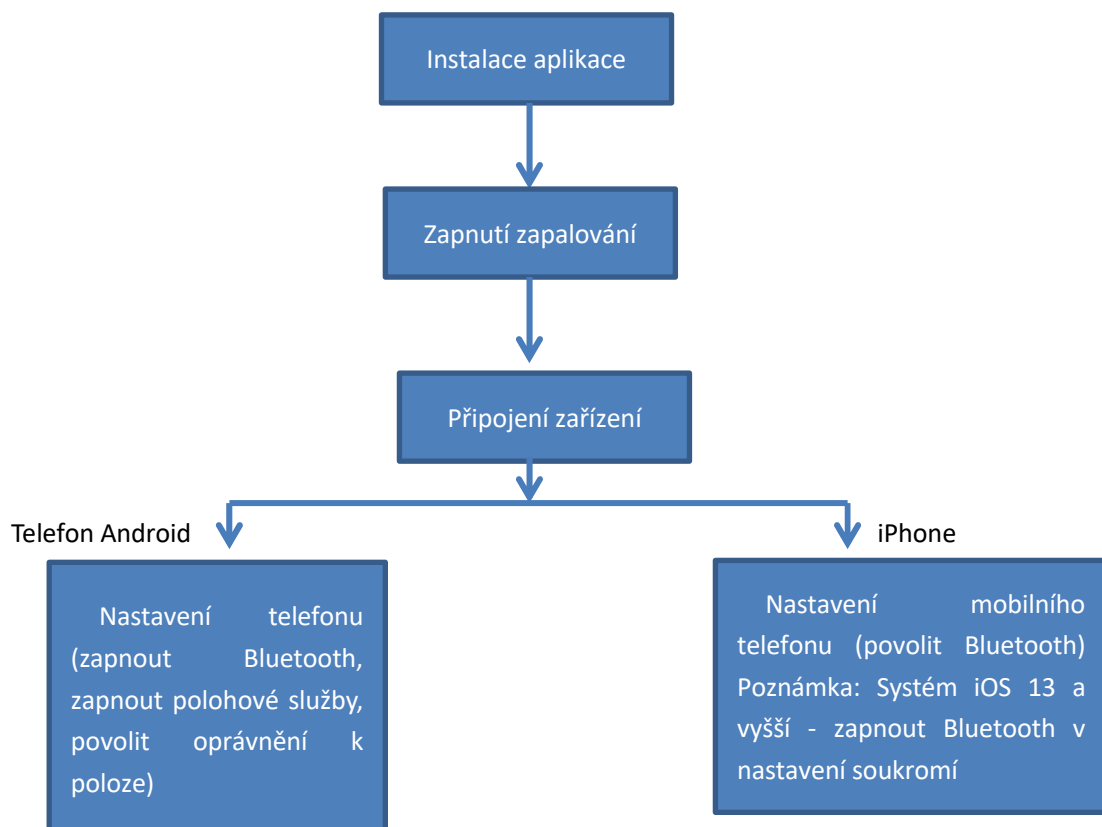 Instalace aplikace
Zapnutí zapalování
Připojení zařízení
Telefon Android
iPhone
Nastavení telefonu
(zapnout Bluetooth,
zapnout polohové služby,
povolit oprávnění k
poloze)
Nastavení mobilního
telefonu (povolit Bluetooth)
Poznámka: Systém iOS 13 a
vyšší - zapnout Bluetooth v
nastavení soukromí